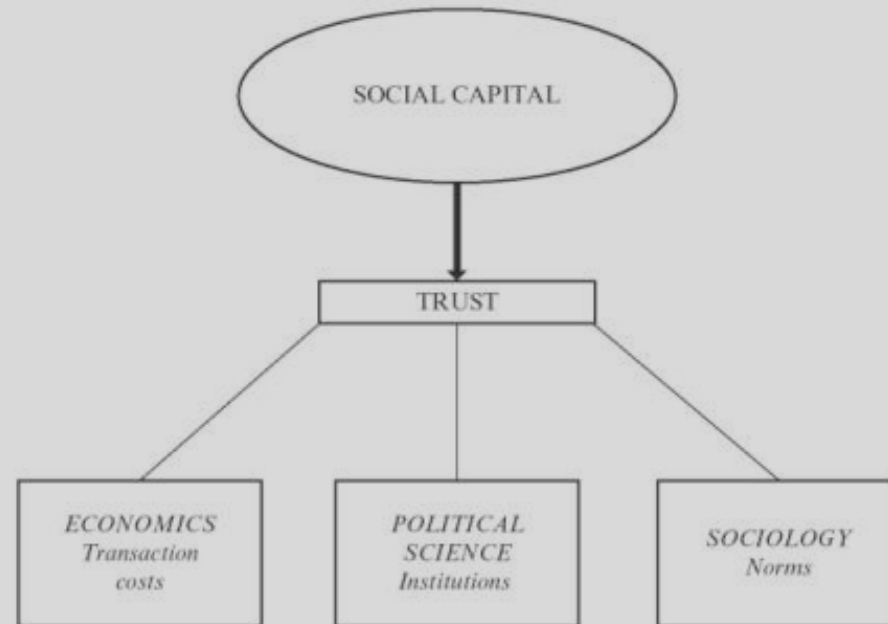 SOCIAL CAPITAL
TRUST
ECONOMICS
Transaction
costs
POLITICAL
SCIENCE
Institutions
SOCIOLOGY
Norms